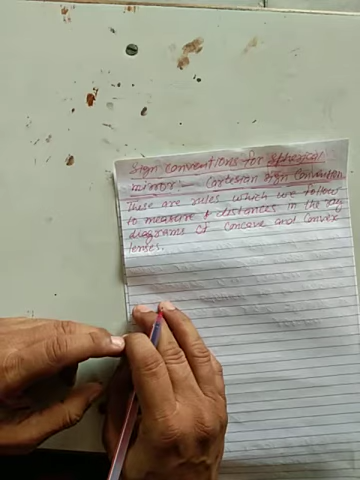 Sign conventions for Spherical
mirror:- Cartesian Sign Convention
These are rules which we follow
to measure distances in the ray
diagrams of concave and convex
lenses.